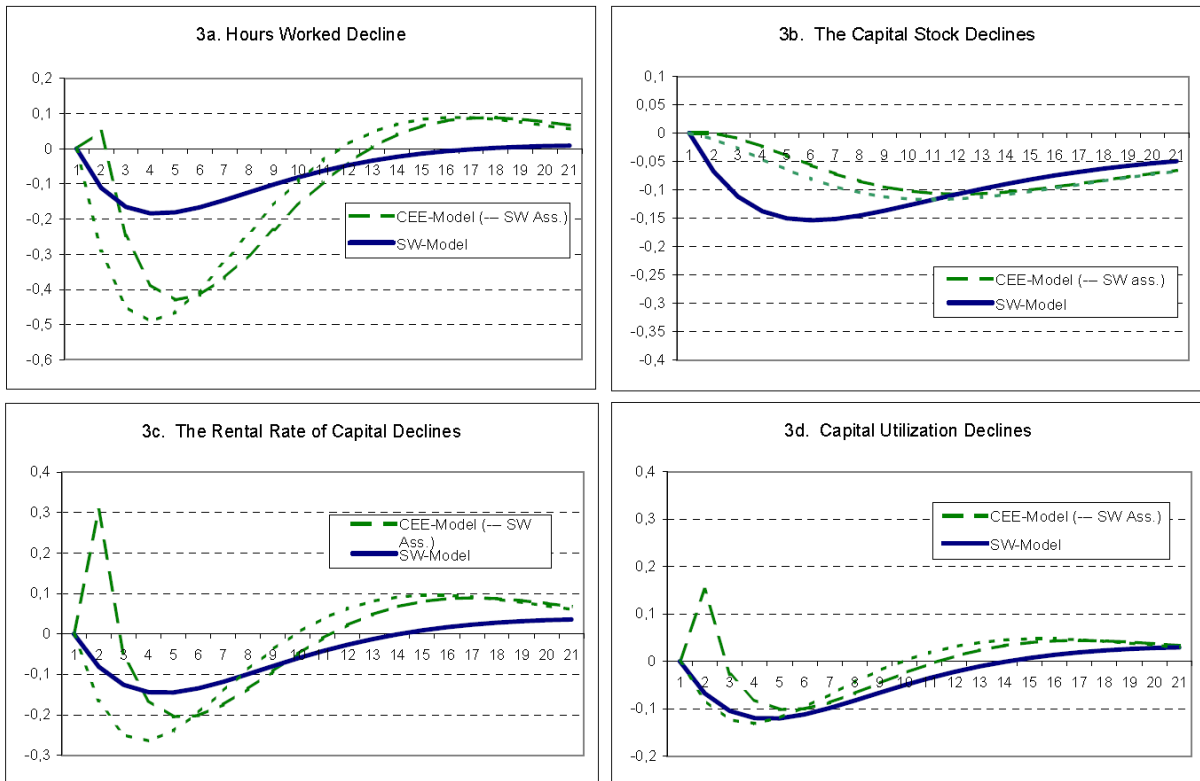 3a. Hours Worked Decline
0,2
0,1
0
-0,1
-0,2
-0,3
-0,4
-0,5
-0,6
1 2 3 4 5 6 7 8 9 10 11 12 13 14 15 16 17 18 19 20 21
CEE-Model (--- SW Ass.)
SW-Model
3b. The Capital Stock Declines
0,1
0,05
0
-0,05
-0,1
-0,15
-0,2
-0,25
-0,3
-0,35
-0,4
1 2 3 4 5 6 7 8 9 10 11 12 13 14 15 16 17 18 19 20 21
CEE-Model (--- SW ass.)
SW-Model
3c. The Rental Rate of Capital Declines
0,4
0,3
0,2
0,1
0
-0,1
-0,2
-0,3
1 2 3 4 5 6 7 8 9 10 11 12 13 14 15 16 17 18 19 20 21
CEE-Model (--- SW
Ass.)
SW-Model
3d. Capital Utilization Declines
0,4
0,3
0,2
0,1
0
-0,1
-0,2
1 2 3 4 5 6 7 8 9 10 11 12 13 14 15 16 17 18 19 20 21
CEE-Model (--- SW Ass.)
SW-Model